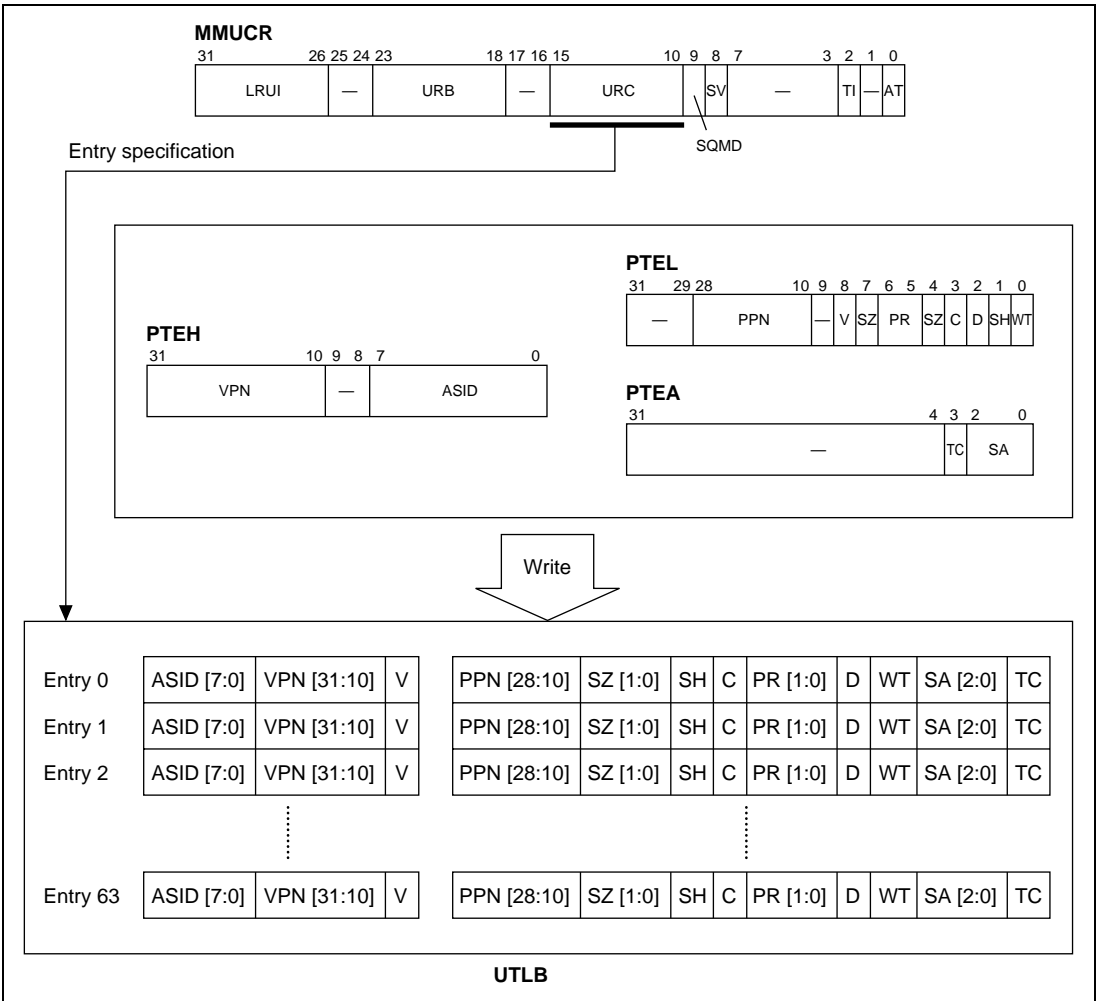 MMUCR
31 26 25 24 23 18 17 16 15 10 9 8 7 3 2 1 0
LRUI — URB — URC SV — TI — AT
SQMD
Entry specification
PTEL
31 29 28 10 9 8 7 6 5 4 3 2 1 0
— PPN — V SZ PR SZ C D SH WT
PTEH
31 10 9 8 7 0
VPN — ASID
PTEA
31 4 3 2 0
— TC SA
Write
Entry 0 ASID [7:0] VPN [31:10] V PPN [28:10] SZ [1:0] SH C PR [1:0] D WT SA [2:0] TC
Entry 1 ASID [7:0] VPN [31:10] V PPN [28:10] SZ [1:0] SH C PR [1:0] D WT SA [2:0] TC
Entry 2 ASID [7:0] VPN [31:10] V PPN [28:10] SZ [1:0] SH C PR [1:0] D WT SA [2:0] TC
Entry 63 ASID [7:0] VPN [31:10] V PPN [28:10] SZ [1:0] SH C PR [1:0] D WT SA [2:0] TC
UTLB